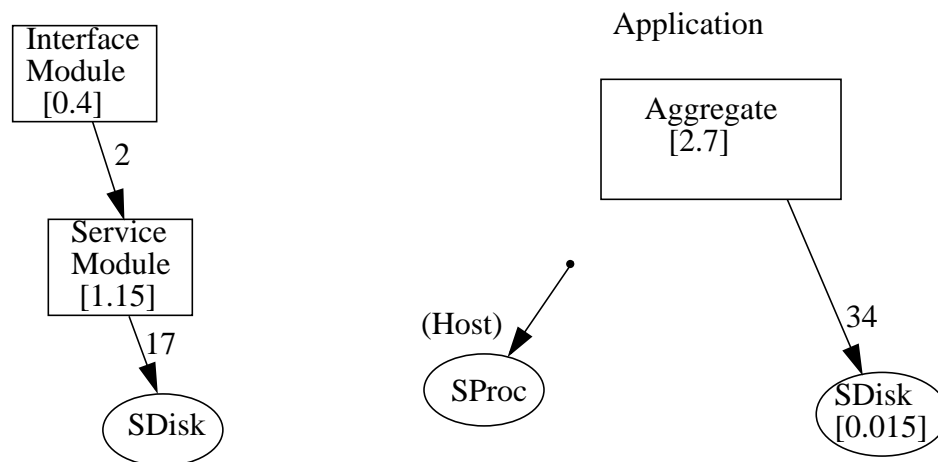 Interface
Module
[0.4]
2
Service
Module
[1.15]
17
SDisk
Application
Aggregate
[2.7]
(Host)
SProc
34
SDisk
[0.015]